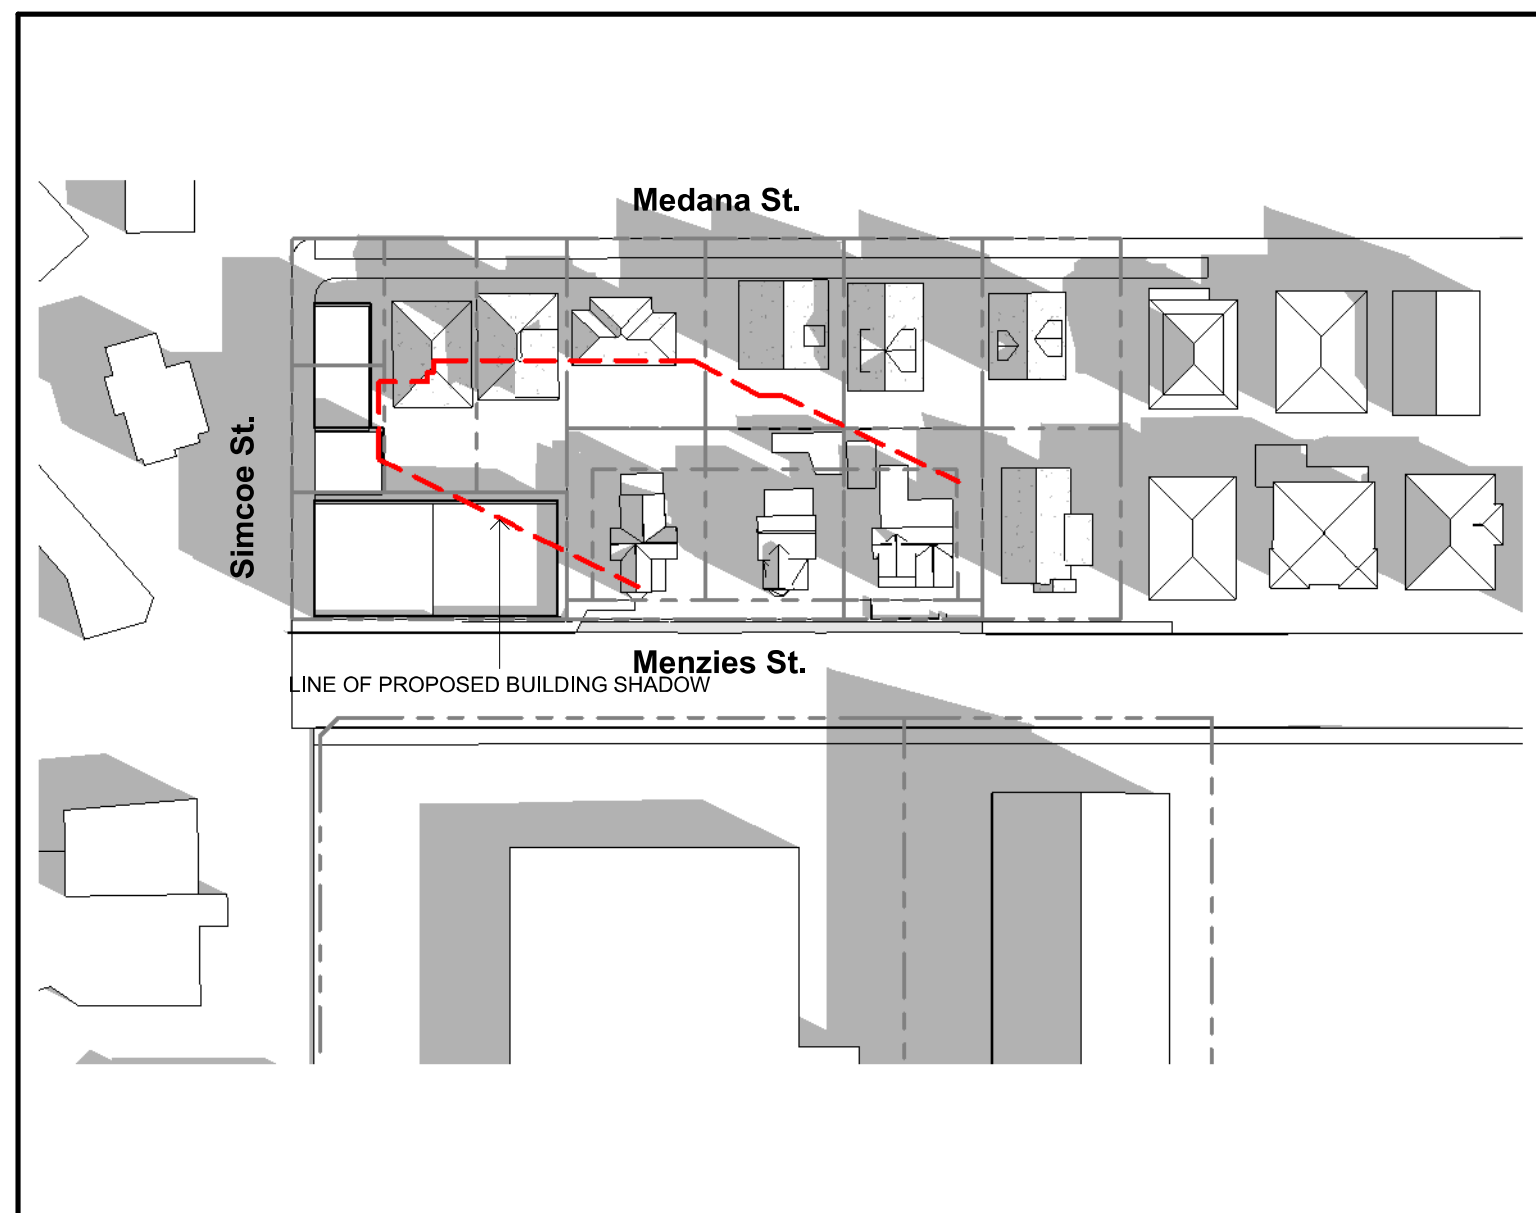 Medana St.
Simcoe St.
Menzies St.
LINE OF PROPOSED BUILDING SHADOW